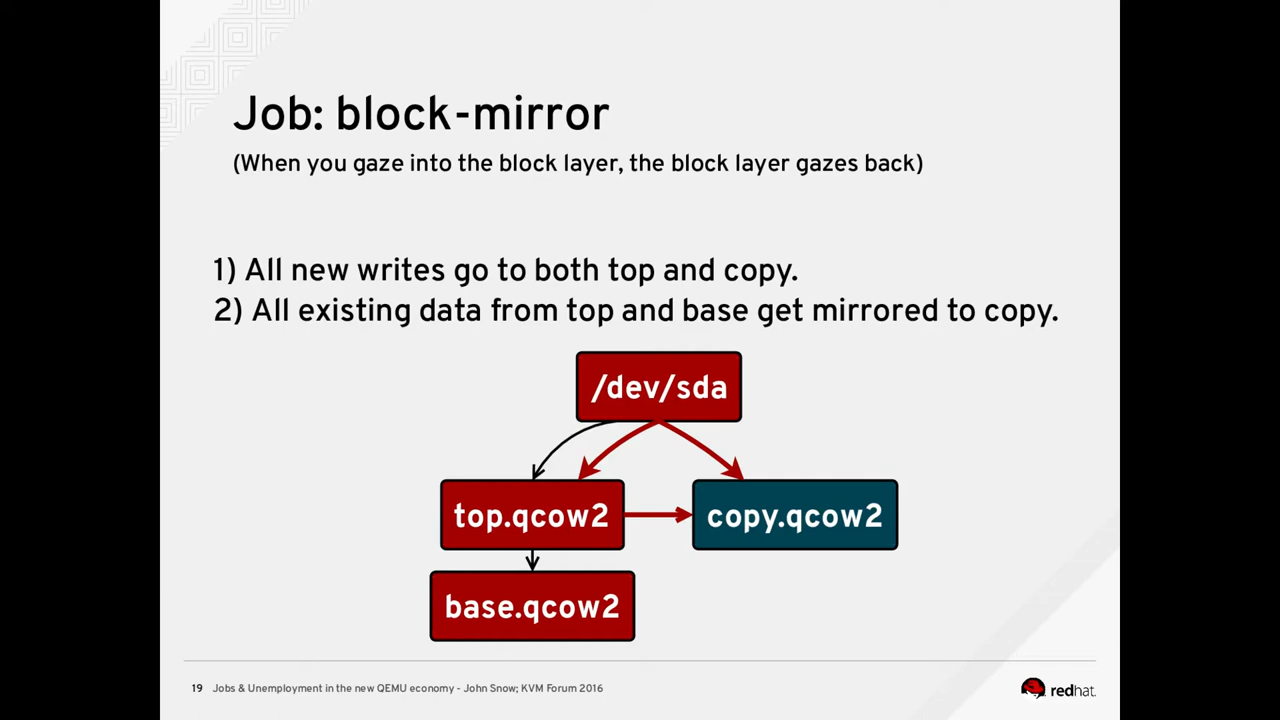 Job: block-mirror
(When you gaze into the block layer, the block layer gazes back)
1) All new writes go to both top and copy.
2) All existing data from top and base get mirrored to copy.
/dev/sda
top.qcow2
copy.qcow2
base.qcow2
19 Jobs & Unemployment in the new QEMU economy - John Snow; KVM Forum 2016
redhat.